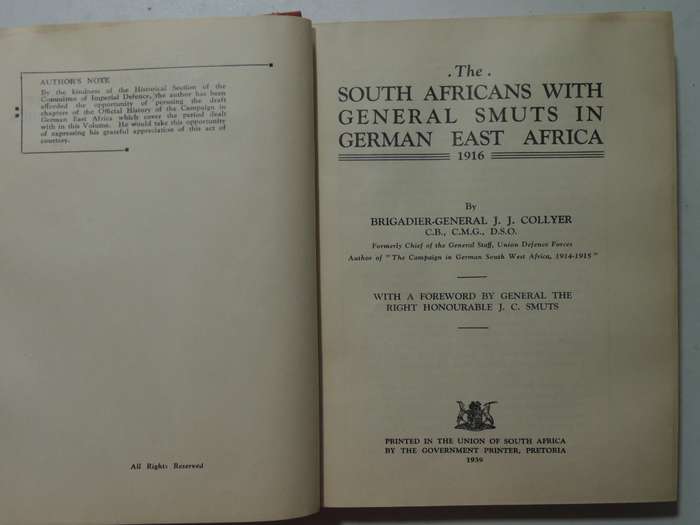 AUTHOR'S NOTE
By the kindness of the Historical Section of the
Committee of Imperial Defence, the author has been
afforded the opportunity of perusing the draft
chapters of the Official History of the Campaign in
German East Africa which cover the period dealt
with in this Volume. He would take this opportunity
of expressing his grateful appreciation of this act of
courtesy.
All Rights Reserved
. The .
SOUTH AFRICANS WITH
GENERAL SMUTS IN
GERMAN EAST AFRICA
1916
By
BRIGADIER-GENERAL J. J. COLLYER
C.B., C.M.G., D.S.O.
Formerly Chief of the General Staff, Union Defence Forces
Author of "The Campaign in German South West Africa, 1914-1915"
WITH A FOREWORD BY GENERAL THE
RIGHT HONOURABLE J. C. SMUTS
PRINTED IN THE UNION OF SOUTH AFRICA
BY THE GOVERNMENT PRINTER, PRETORIA
1939